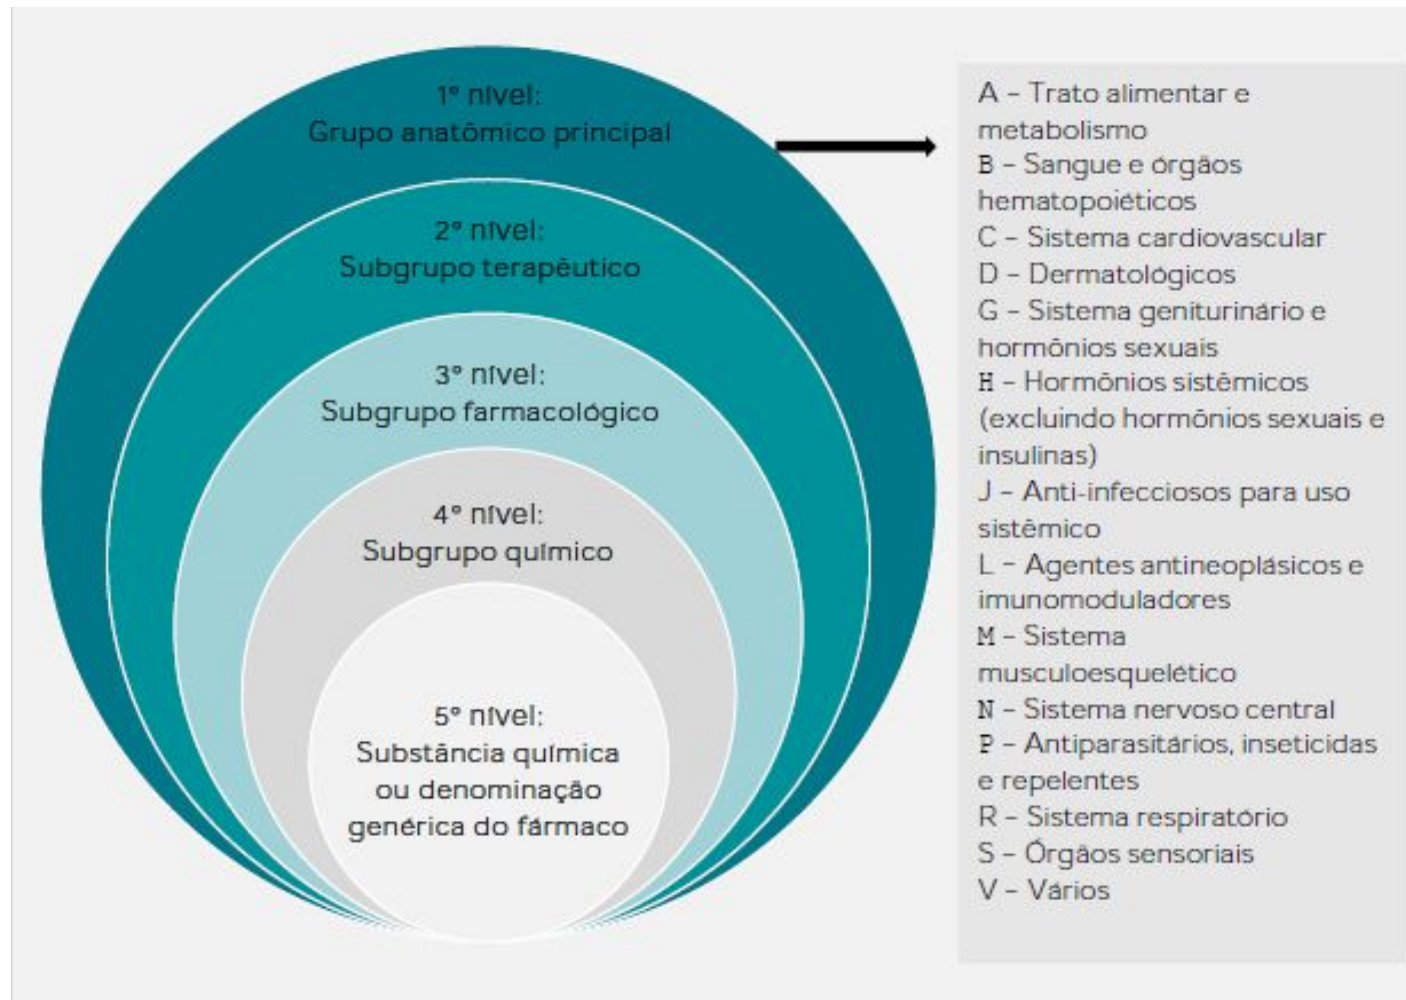 1º nível:
Grupo anatômico principal
2º nível:
Subgrupo terapêutico
3º nível:
Subgrupo farmacológico
4º nível:
Subgrupo químico
5º nível:
Substância química
ou denominação
genérica do fármaco
A – Trato alimentar e
metabolismo
B – Sangue e órgãos
hematopoiéticos
C – Sistema cardiovascular
D – Dermatológicos
G – Sistema geniturinário e
hormônios sexuais
H – Hormônios sistêmicos
(excluindo hormônios sexuais e
insulinas)
J – Anti-infecciosos para uso
sistêmico
L – Agentes antineoplásicos e
imunomoduladores
M – Sistema
musculoesquelético
N – Sistema nervoso central
P – Antiparasitários, inseticidas
e repelentes
R – Sistema respiratório
S – Órgãos sensoriais
V – Vários